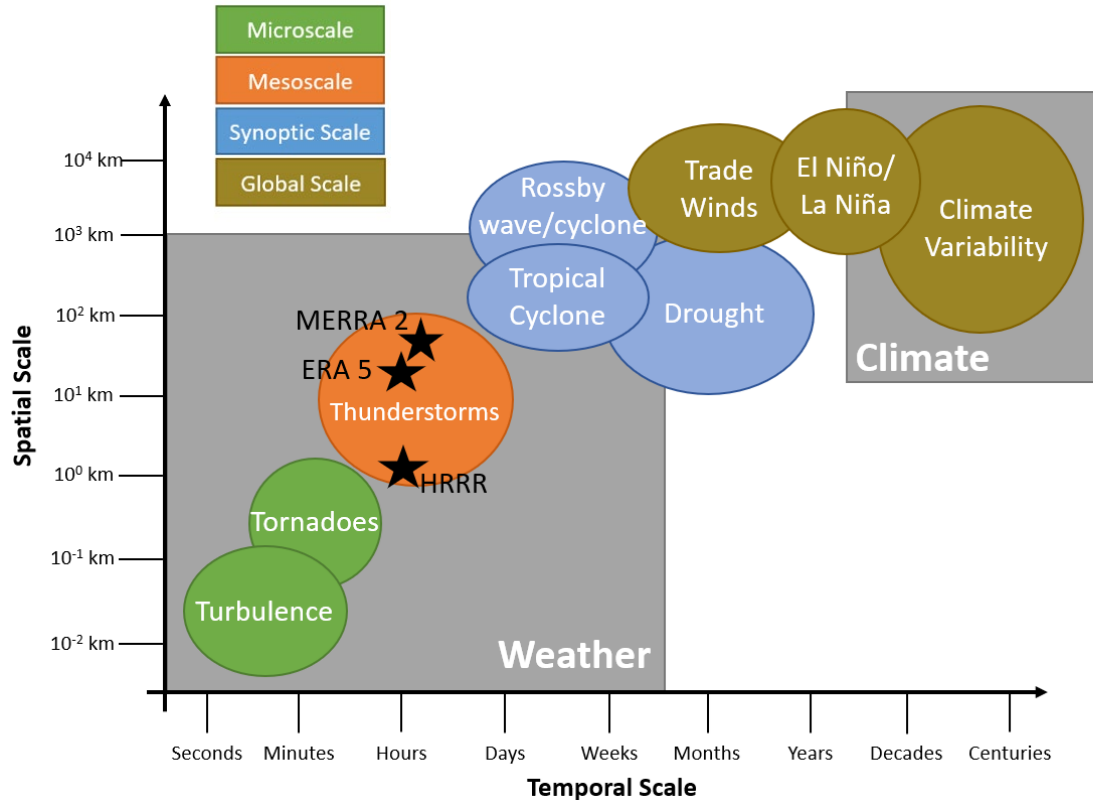 Microscale
Mesoscale
Synoptic Scale
Global Scale
10⁴ km
10³ km
10² km
10¹ km
10⁰ km
10⁻¹ km
10⁻² km
Spatial Scale
Rossby
wave/cyclone
Trade
Winds
El Niño/
La Niña
Climate
Variability
Tropical
Cyclone
Drought
MERRA 2
ERA 5
Thunderstorms
HRRR
Climate
Tornadoes
Turbulence
Weather
Seconds
Minutes
Hours
Days
Weeks
Months
Years
Decades
Centuries
Temporal Scale